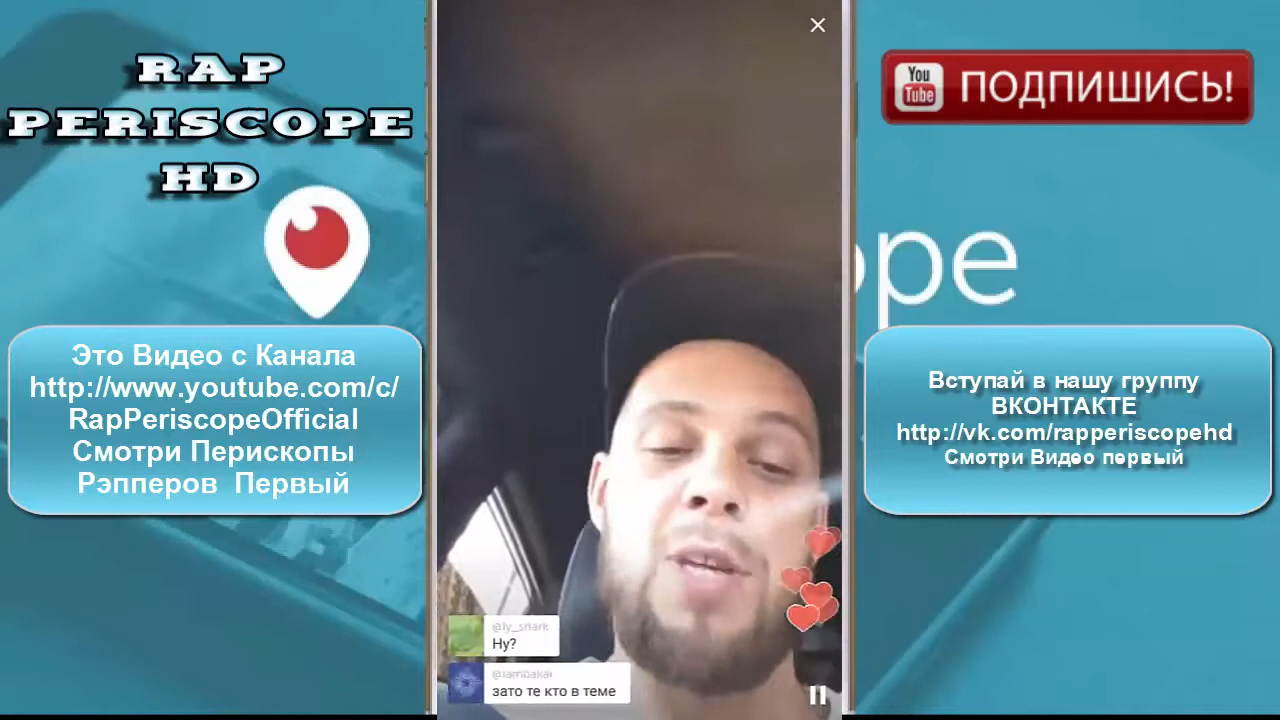 RAP
PERISCOPE
HD
Это Видео с Канала
http://www.youtube.com/c/
RapPeriscopeOfficial
Смотри Перископы
Рэпперов Первый
Ну?
зато те кто в теме
You
Tube
ПОДПИШИСЬ!
ope
Вступай в нашу группу
ВКОНТАКТЕ
http://vk.com/rapperiscopehd
Смотри Видео первый